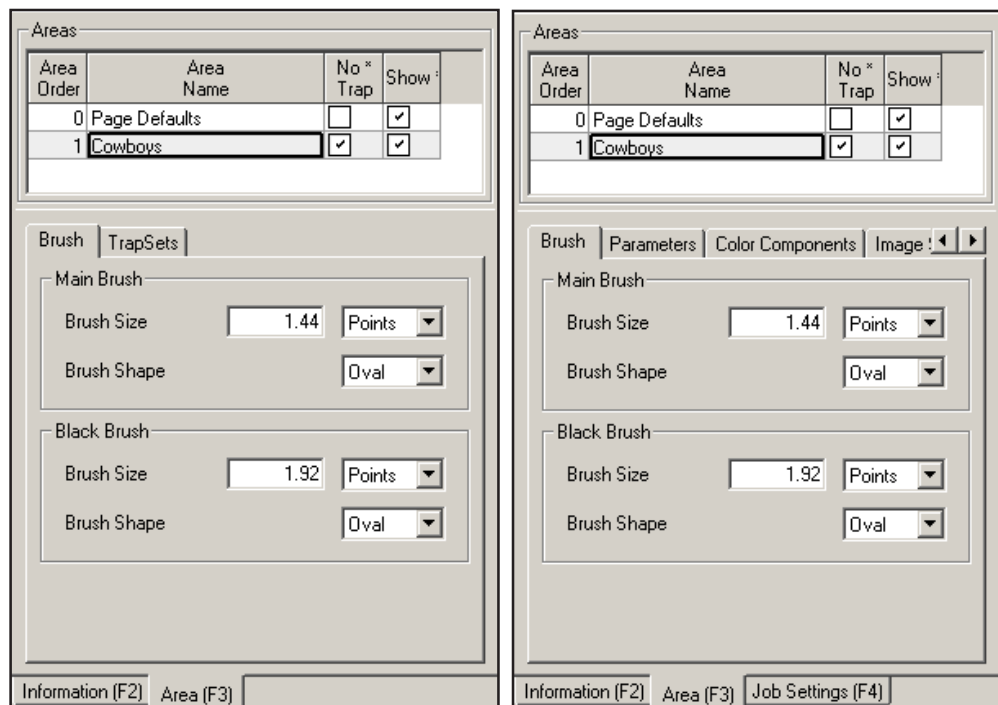 Areas
Area Order Area Name No * Trap Show *
0 Page Defaults
1 Cowboys
Brush TrapSets
Main Brush
Brush Size 1.44 Points
Brush Shape Oval
Black Brush
Brush Size 1.92 Points
Brush Shape Oval
Information (F2) Area (F3)
Areas
Area Order Area Name No * Trap Show
0 Page Defaults
1 Cowboys
Brush Parameters Color Components Image
Main Brush
Brush Size 1.44 Points
Brush Shape Oval
Black Brush
Brush Size 1.92 Points
Brush Shape Oval
Information (F2) Area (F3) Job Settings (F4)